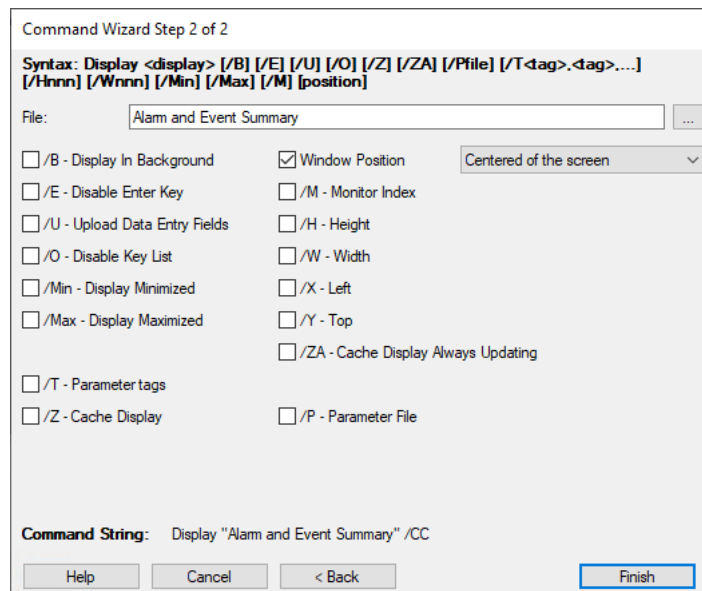 Command Wizard Step 2 of 2
Syntax: Display <display> [/B] [/E] [/U] [/O] [/Z] [/ZA] [/Pfile] [/T<tag>,<tag>,...]
[/Hnnn] [/Wnnn] [/Min] [/Max] [/M] [position]
File: Alarm and Event Summary ...
/B - Display In Background Window Position Centered of the screen
/E - Disable Enter Key /M - Monitor Index
/U - Upload Data Entry Fields /H - Height
/O - Disable Key List /W - Width
/Min - Display Minimized /X - Left
/Max - Display Maximized /Y - Top
/ZA - Cache Display Always Updating
/T - Parameter tags
/Z - Cache Display /P - Parameter File
Command String: Display "Alarm and Event Summary" /CC
Help Cancel < Back Finish